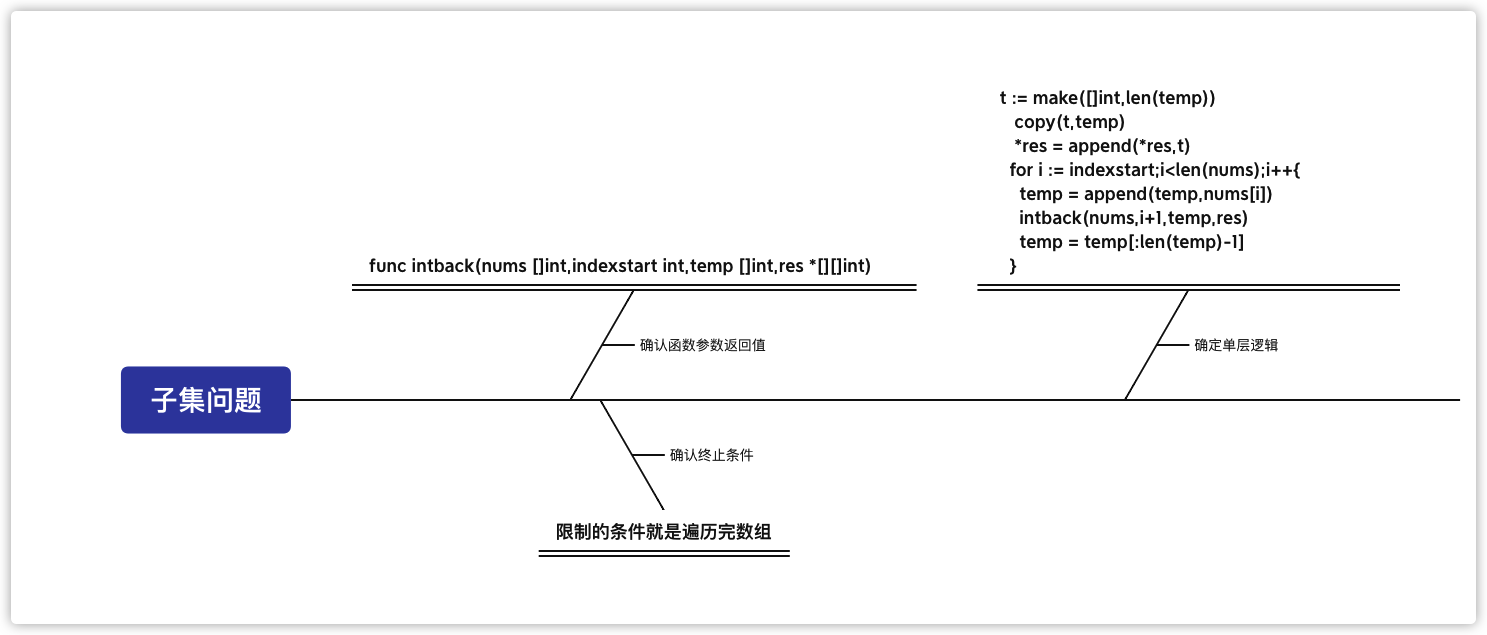 子集问题
func intback(nums []int,indexstart int,temp []int,res *[][]int)
确认函数参数返回值
确认终止条件
限制的条件就是遍历完数组
t := make([]int,len(temp))
copy(t,temp)
*res = append(*res,t)
for i := indexstart;i<len(nums);i++{
temp = append(temp,nums[i])
intback(nums,i+1,temp,res)
temp = temp[:len(temp)-1]
}
确定单层逻辑